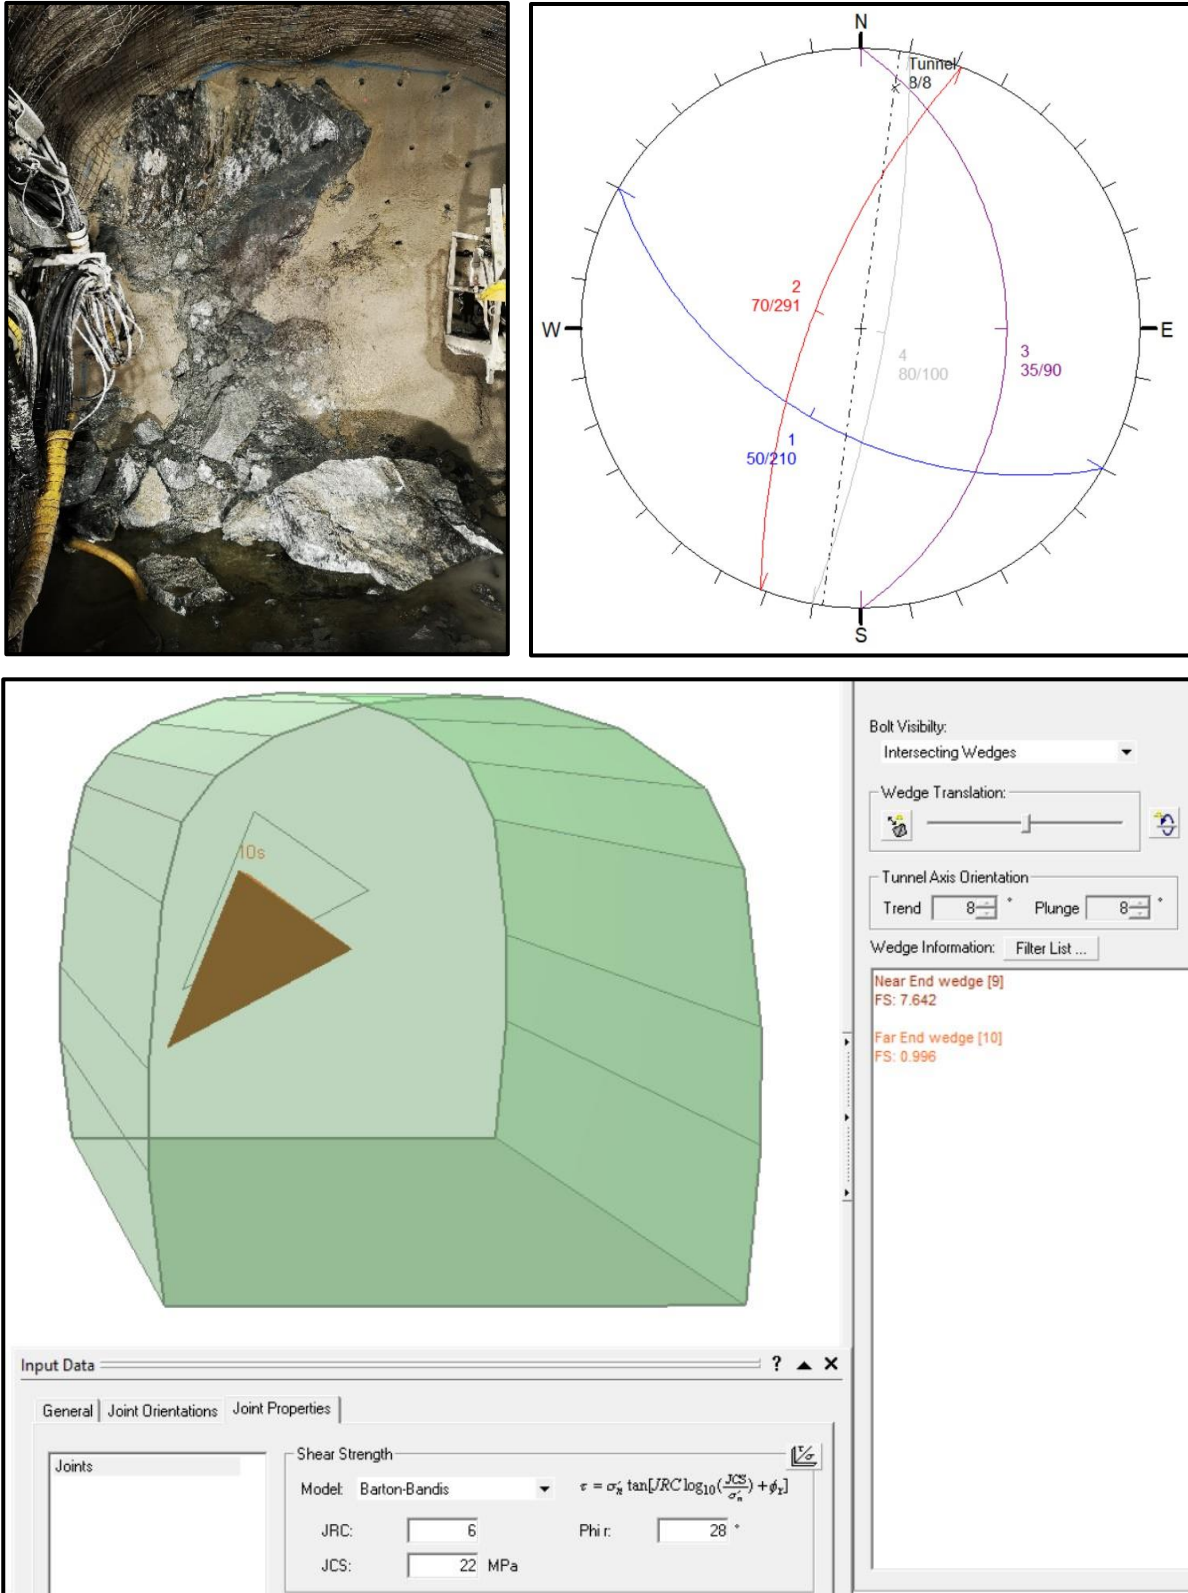 N
Tunnel
8/8
2
70/291
W
E
4
80/100
3
35/90
1
50/210
S
10s
Bolt Visibilty:
Intersecting Wedges
Wedge Translation:
Tunnel Axis Orientation
Trend 8 ° Plunge 8 °
Wedge Information: Filter List ...
Near End wedge [9]
FS: 7.642
Far End wedge [10]
FS: 0.996
Input Data ? ▲ X
General Joint Orientations Joint Properties
Joints
Shear Strength
Model: Barton-Bandis τ = σ'n tan[JRC log10(JCS/σ'n) + ϕr]
JRC: 6 Phi r: 28 °
JCS: 22 MPa